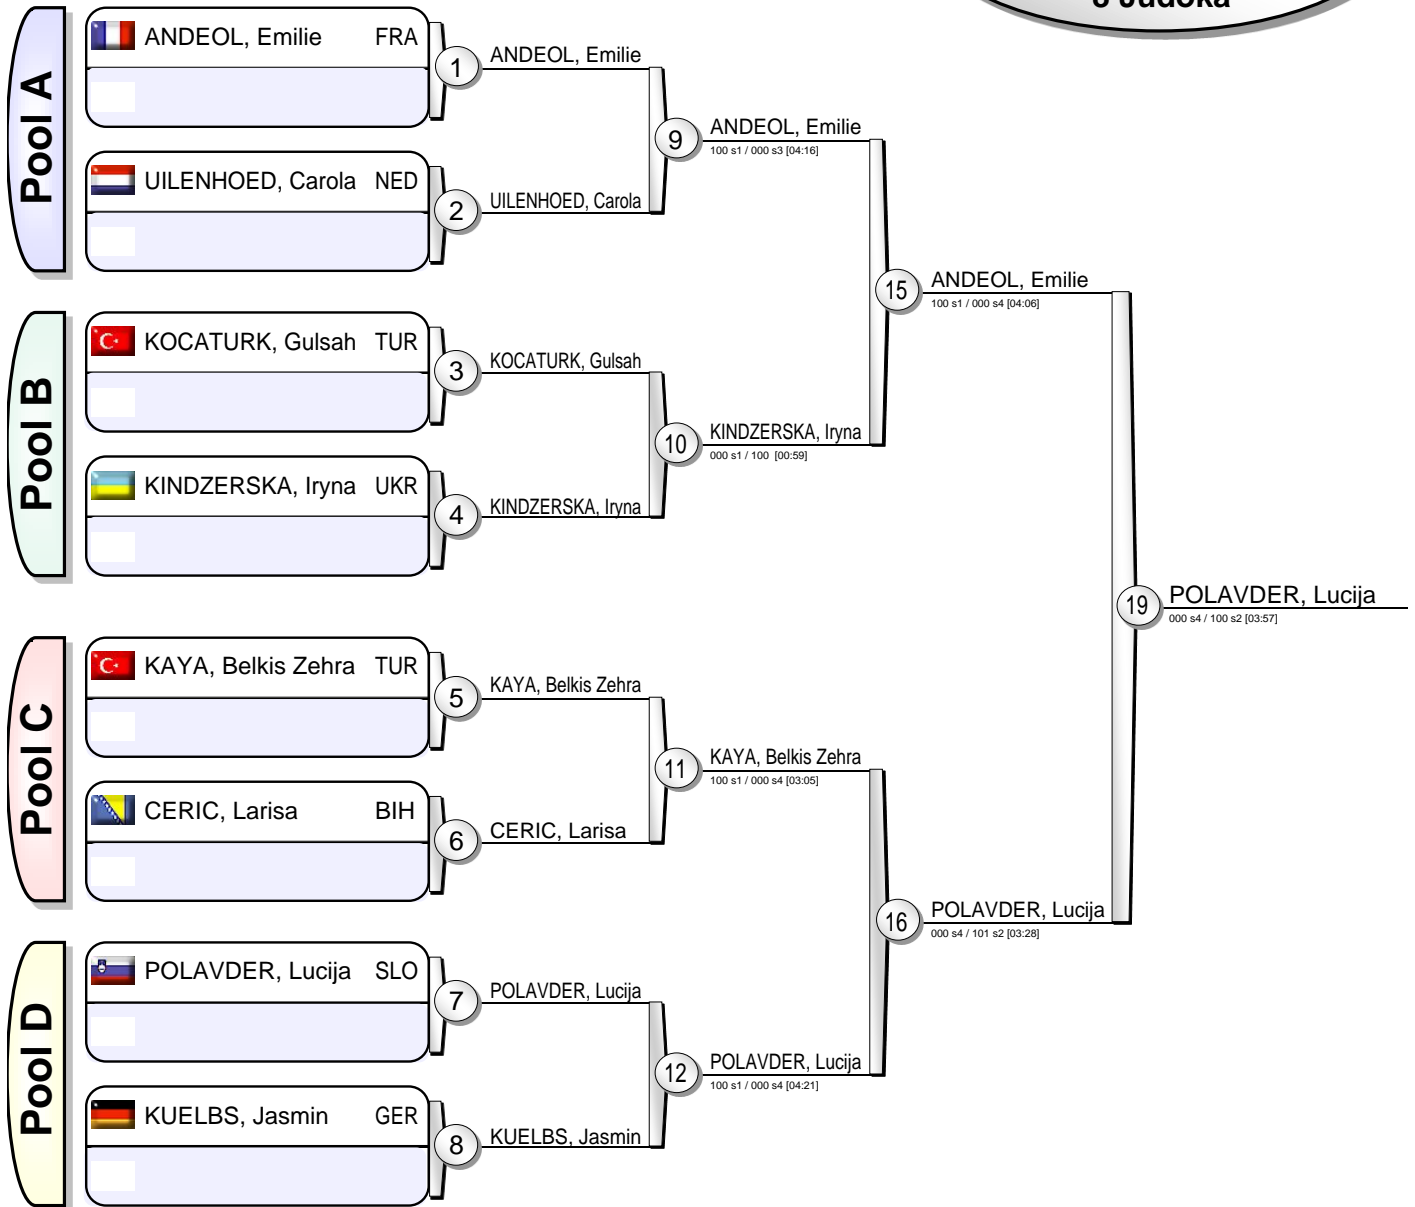 8 Judoka
Pool A
ANDEOL, Emilie FRA
1
ANDEOL, Emilie
UILENHOED, Carola NED
2
UILENHOED, Carola
9
ANDEOL, Emilie
100 s1 / 000 s3 [04:16]
Pool B
KOCATURK, Gulsah TUR
3
KOCATURK, Gulsah
KINDZERSKA, Iryna UKR
4
KINDZERSKA, Iryna
10
KINDZERSKA, Iryna
000 s1 / 100 [00:59]
15
ANDEOL, Emilie
100 s1 / 000 s4 [04:06]
Pool C
KAYA, Belkis Zehra TUR
5
KAYA, Belkis Zehra
CERIC, Larisa BIH
6
CERIC, Larisa
11
KAYA, Belkis Zehra
100 s1 / 000 s4 [03:05]
Pool D
POLAVDER, Lucija SLO
7
POLAVDER, Lucija
KUELBS, Jasmin GER
8
KUELBS, Jasmin
12
POLAVDER, Lucija
100 s1 / 000 s4 [04:21]
16
POLAVDER, Lucija
000 s4 / 101 s2 [03:28]
19
POLAVDER, Lucija
000 s4 / 100 s2 [03:57]